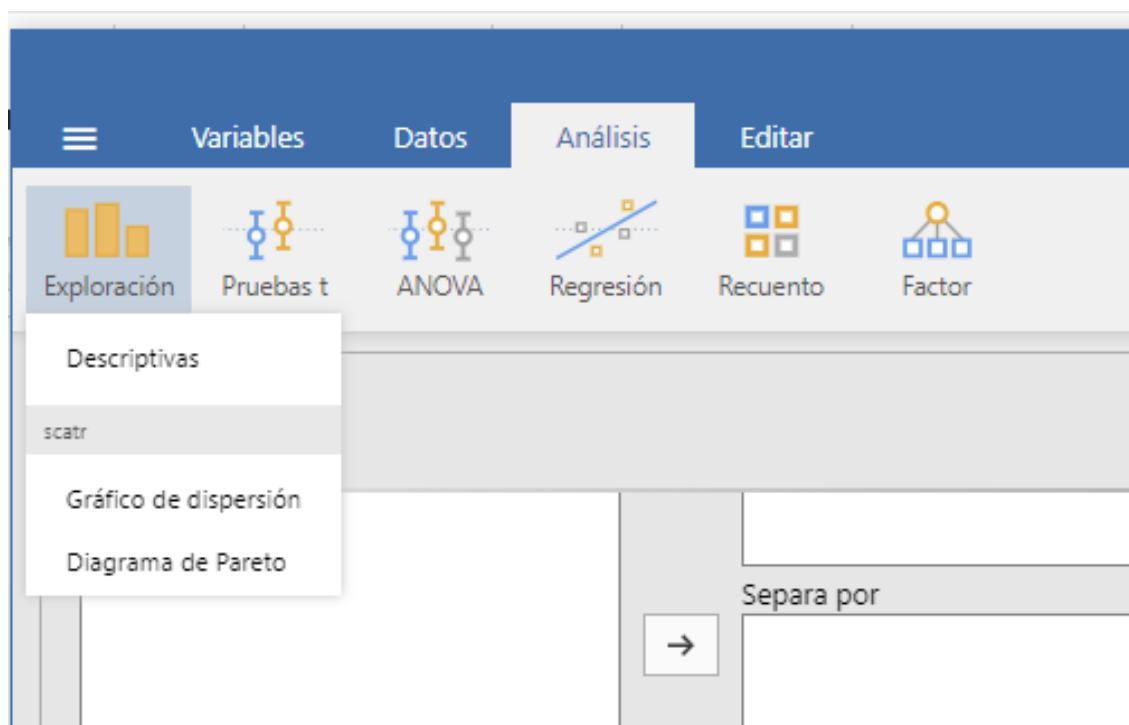 Variables Datos Análisis Editar
Exploración Pruebas t ANOVA Regresión Recuento Factor
Descriptivas
scatr
Gráfico de dispersión
Diagrama de Pareto
Separa por